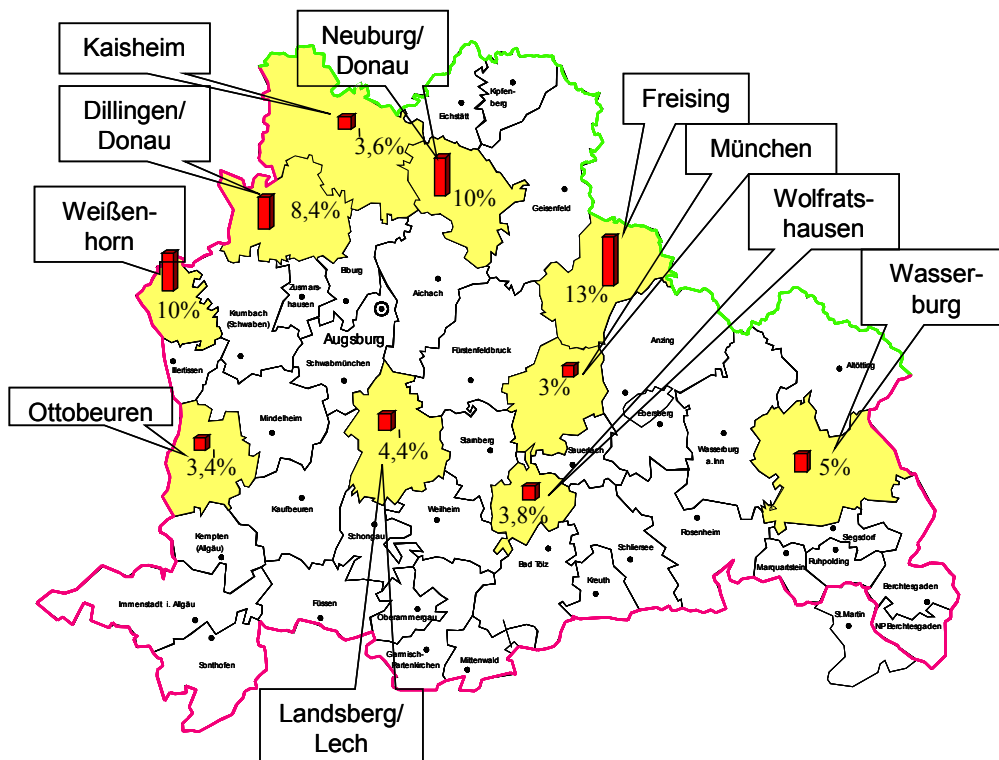 Kaisheim
Neuburg/
Donau
Dillingen/
Donau
Freising
München
Wolfrats-
hausen
Wasser-
burg
Weißen-
horn
Ottobeuren
Landsberg/
Lech
3,6%
10%
8,4%
13%
10%
3%
4,4%
3,4%
3,8%
5%
Kipfen-
berg
Eichstätt
Geisenfeld
Biburg
Zusmars-
hausen
Aichach
Krumbach
(Schwaben)
Augsburg
Illertissen
Schwabmünchen
Fürstenfeldbruck
Anzing
Altötting
Mindelheim
Starnberg
Ebersberg
Sauerlach
Wasserburg
a. Inn
Kaufbeuren
Weilheim
Schongau
Kempten
(Allgäu)
Rosenheim
Schliersee
Bad Tölz
Siegsdorf
Ruhpolding
Marquartstein
Kreuth
Berchtesgaden
Immenstadt i. Allgäu
Füssen
Oberammergau
St.Martin
NP Berchtesgaden
Garmisch-
Partenkirchen
Mittenwald
Sonthofen